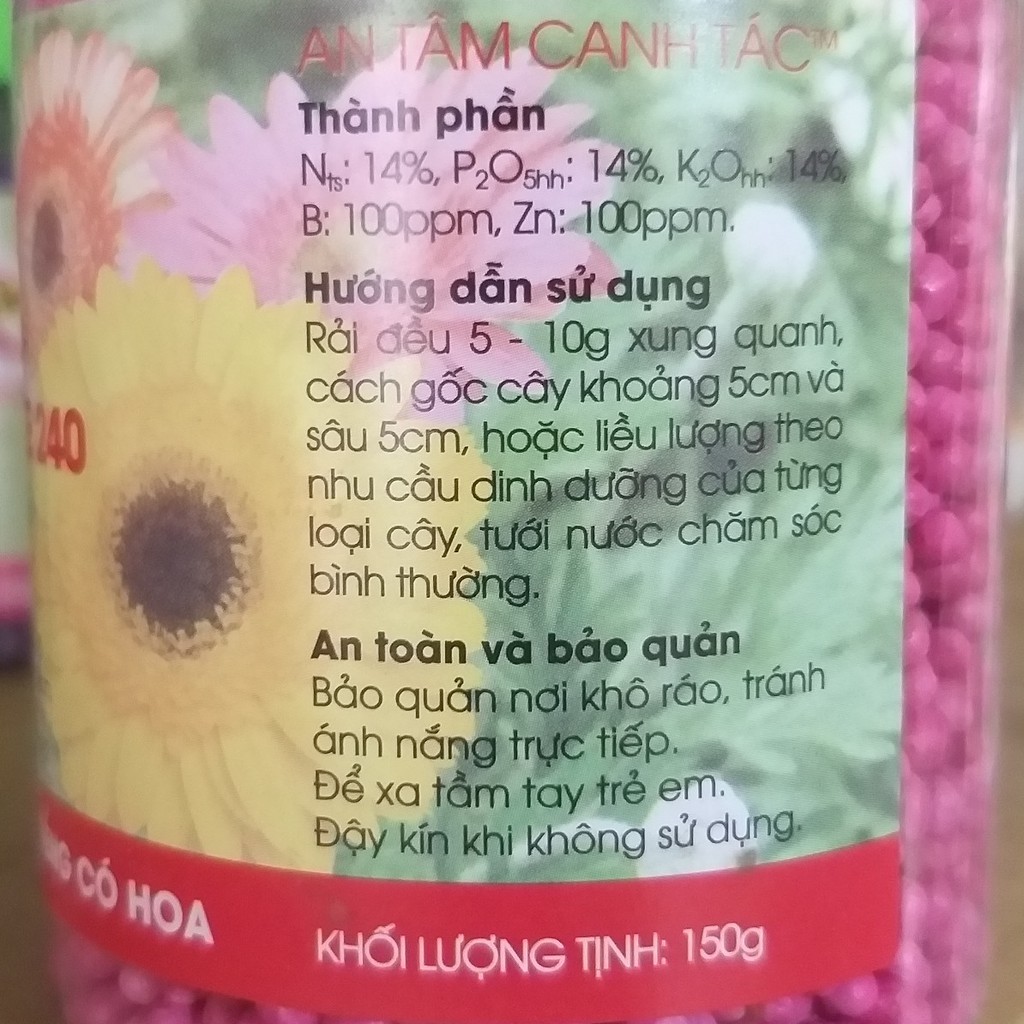 AN TÂM CANH TÁC™
Thành phần
Nts: 14%, P2O5hh: 14%, K2Ohh: 14%,
B: 100ppm, Zn: 100ppm.
Hướng dẫn sử dụng
Rải đều 5 - 10g xung quanh,
cách gốc cây khoảng 5cm và
sâu 5cm, hoặc liều lượng theo
nhu cầu dinh dưỡng của từng
loại cây, tưới nước chăm sóc
bình thường.
240
An toàn và bảo quản
Bảo quản nơi khô ráo, tránh
ánh nắng trực tiếp.
Để xa tầm tay trẻ em.
Đậy kín khi không sử dụng.
CÓ HOA
KHỐI LƯỢNG TỊNH: 150g